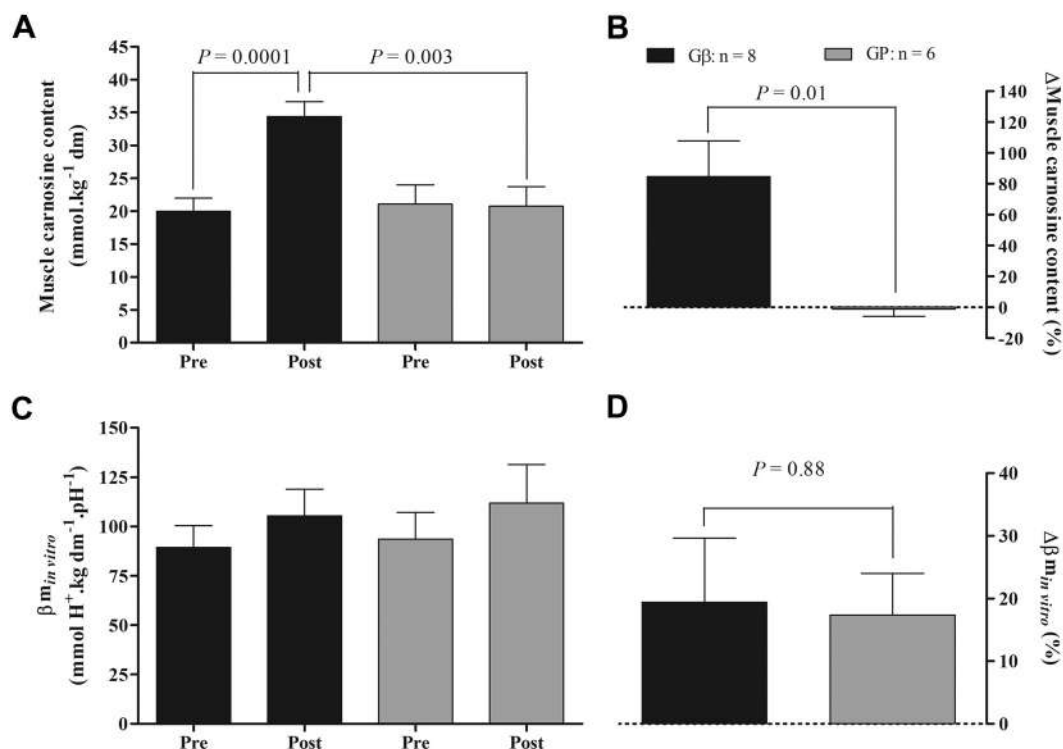 A
Muscle carnosine content
(mmol.kg⁻¹ dm)
45
40
35
30
25
20
15
10
5
0
P = 0.0001
P = 0.003
Pre
Post
Pre
Post
B
Gβ: n = 8
GP: n = 6
P = 0.01
140
120
100
80
60
40
20
0
-20
ΔMuscle carnosine
content (%)
C
βm in vitro
(mmol H⁺.kg dm⁻¹.pH⁻¹)
150
125
100
75
50
25
0
Pre
Post
Pre
Post
D
P = 0.88
40
30
20
10
0
Δβm in vitro (%)